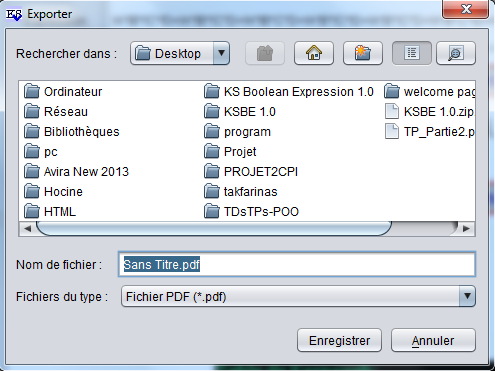 KS Exporter
Rechercher dans : Desktop
Ordinateur
Réseau
Bibliothèques
pc
Avira New 2013
Hocine
HTML
KS Boolean Expression 1.0
KSBE 1.0
program
Projet
PROJET2CPI
takfarinas
TDsTPs-POO
welcome pag
KSBE 1.0.zip
TP_Partie2.p
Nom de fichier : Sans Titre.pdf
Fichiers du type : Fichier PDF (*.pdf)
Enregistrer Annuler